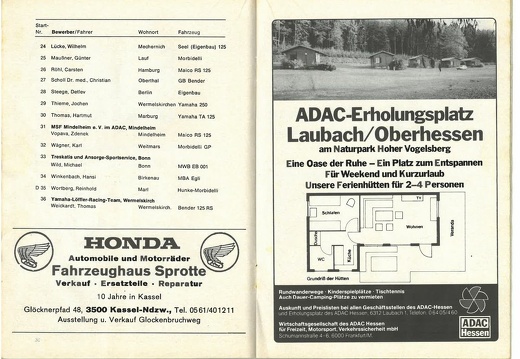 Start-
Nr. Bewerber/Fahrer Wohnort Fahrzeug
24 Lücke, Wilhelm Mechernich Seel (Eigenbau) 125
25 Maußner, Günter Lauf Morbidelli
26 Röhl, Carsten Hamburg Maico RS 125
27 Scholl Dr. med., Christian Oberthal GB Bender
28 Steege, Detlev Berlin Eigenbau
29 Thieme, Jochen Wermelskirchen Yamaha 250
30 Thomas, Hartmut Marburg Yamaha TA 125
31 MSF Mindelheim e. V. im ADAC, Mindelheim
Vopava, Zdenek Mindelheim Maico RS 125
32 Wägner, Karl Weitmars Morbidelli GP
33 Treskatis und Ansorge-Sportservice, Bonn
Wild, Michael Bonn MWB EB 001
34 Winkenbach, Hansi Birkenau MBA Egli
D 35 Wortberg, Reinhold Marl Hunke-Morbidelli
36 Yamaha-Löffler-Racing-Team, Wermelskirch
Weickardt, Thomas Wermelskirch. Bender 125 RS
HONDA
Automobile und Motorräder
Fahrzeughaus Sprotte
Verkauf · Ersatzteile · Reparatur
10 Jahre in Kassel
Glöcknerpfad 48, 3500 Kassel-Ndzw., Tel. 0561/401211
Ausstellung u. Verkauf Glockenbruchweg
ADAC-Erholungsplatz
Laubach/Oberhessen
am Naturpark Hoher Vogelsberg
Eine Oase der Ruhe – Ein Platz zum Entspannen
Für Weekend und Kurzurlaub
Unsere Ferienhütten für 2–4 Personen
Schlafen
TV
Wohnen
Veranda
Dusche
WC
Küche
Grundriß der Hütten
Rundwanderwege · Kinderspielplätze · Tischtennis
Auch Dauer-Camping-Plätze zu vermieten
Auskunft und Preislisten bei allen Geschäftsstellen des ADAC-Hessen
und Erholungsplatz des ADAC Hessen, 6312 Laubach 1, Telefon
Wirtschaftsgesellschaft des ADAC Hessen
für Freizeit, Motorsport, Verkehrssicherheit mbH
Schumannstraße 4-6, 6000 Frankfurt/M.
ADAC
Hessen